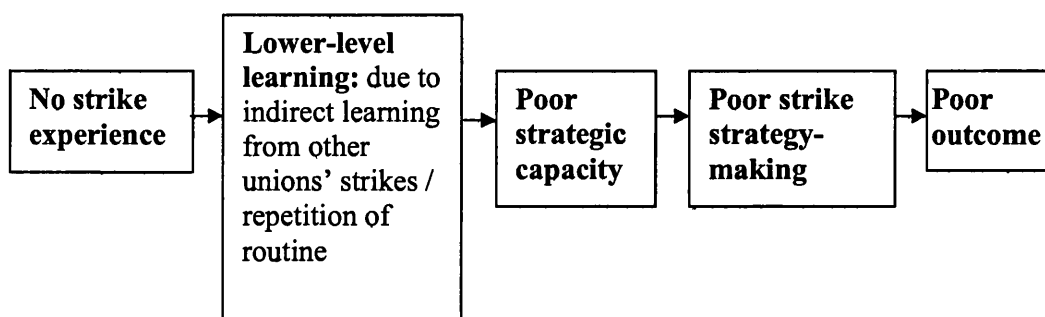 No strike
experience
Lower-level
learning: due to
indirect learning
from other
unions’ strikes /
repetition of
routine
Poor
strategic
capacity
Poor strike
strategy-
making
Poor
outcome